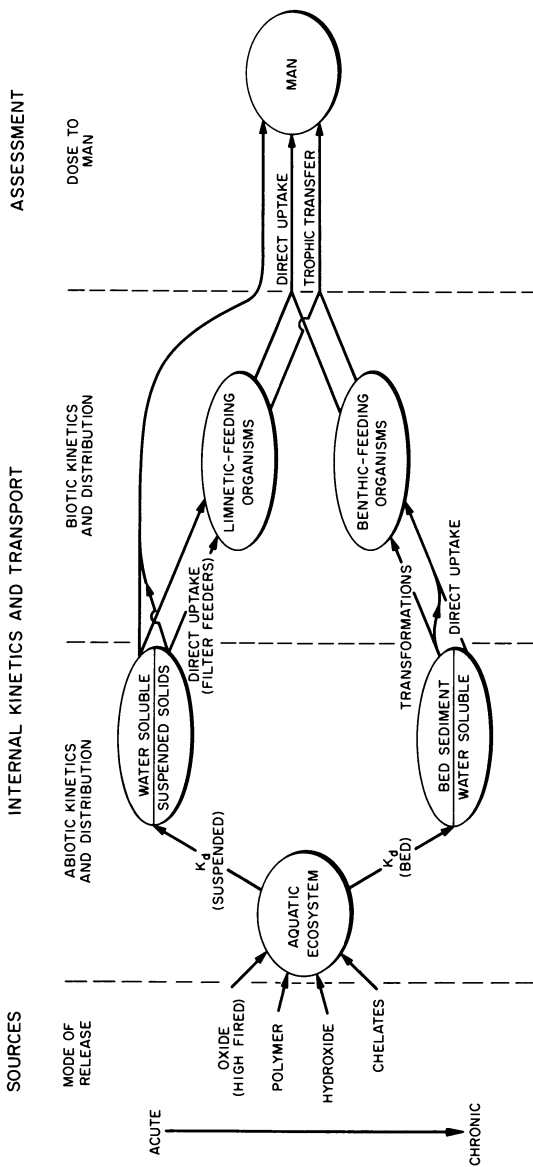 SOURCES
INTERNAL KINETICS AND TRANSPORT
ASSESSMENT
MODE OF
RELEASE
ABIOTIC KINETICS
AND DISTRIBUTION
BIOTIC KINETICS
AND DISTRIBUTION
DOSE TO
MAN
ACUTE
CHRONIC
OXIDE
(HIGH FIRED)
POLYMER
HYDROXIDE
CHELATES
AQUATIC
ECOSYSTEM
Kd
(SUSPENDED)
Kd
(BED)
WATER SOLUBLE
SUSPENDED SOLIDS
BED SEDIMENT
WATER SOLUBLE
DIRECT UPTAKE
(FILTER FEEDERS)
TRANSFORMATIONS
DIRECT UPTAKE
LIMNETIC-FEEDING
ORGANISMS
BENTHIC-FEEDING
ORGANISMS
DIRECT UPTAKE
TROPHIC TRANSFER
MAN